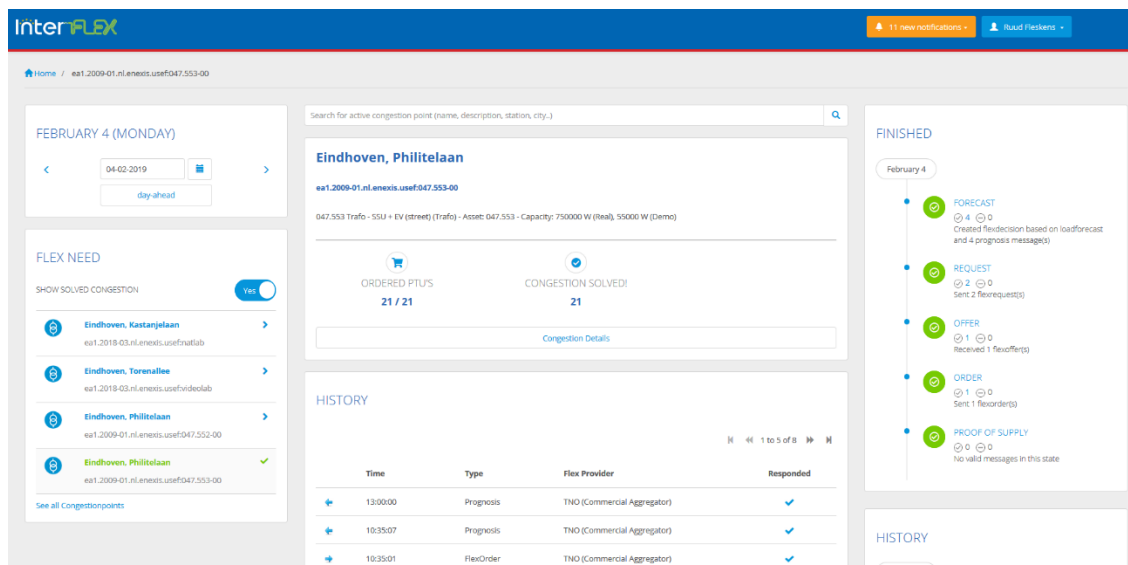 InterFLEX
11 new notifications
Ruud Fleskens
Home / ea1.2009-01.nl.enexis.usef:047.553-00
FEBRUARY 4 (MONDAY)
04-02-2019
day-ahead
FLEX NEED
SHOW SOLVED CONGESTION
Yes
Eindhoven, Kastanjelaan
ea1.2018-03.nl.enexis.usef:natlab
Eindhoven, Torenallee
ea1.2018-03.nl.enexis.usef:videolab
Eindhoven, Philitelaan
ea1.2009-01.nl.enexis.usef:047.552-00
Eindhoven, Philitelaan
ea1.2009-01.nl.enexis.usef:047.553-00
See all Congestionpoints
Search for active congestion point (name, description, station, city..)
Eindhoven, Philitelaan
ea1.2009-01.nl.enexis.usef:047.553-00
047.553 Trafo - SSU + EV (street) (Trafo) - Asset: 047.553 - Capacity: 750000 W (Real), 55000 W (Demo)
ORDERED PTU'S
21 / 21
CONGESTION SOLVED!
21
Congestion Details
HISTORY
1 to 5 of 8
Time Type Flex Provider Responded
13:00:00 Prognosis TNO (Commercial Aggregator)
10:35:07 Prognosis TNO (Commercial Aggregator)
10:35:01 FlexOrder TNO (Commercial Aggregator)
FINISHED
February 4
FORECAST
4 0
Created flexdecision based on loadforecast
and 4 prognosis message(s)
REQUEST
2 0
Sent 2 flexrequest(s)
OFFER
1 0
Received 1 flexoffer(s)
ORDER
1 0
Sent 1 flexorder(s)
PROOF OF SUPPLY
0 0
No valid messages in this state
HISTORY